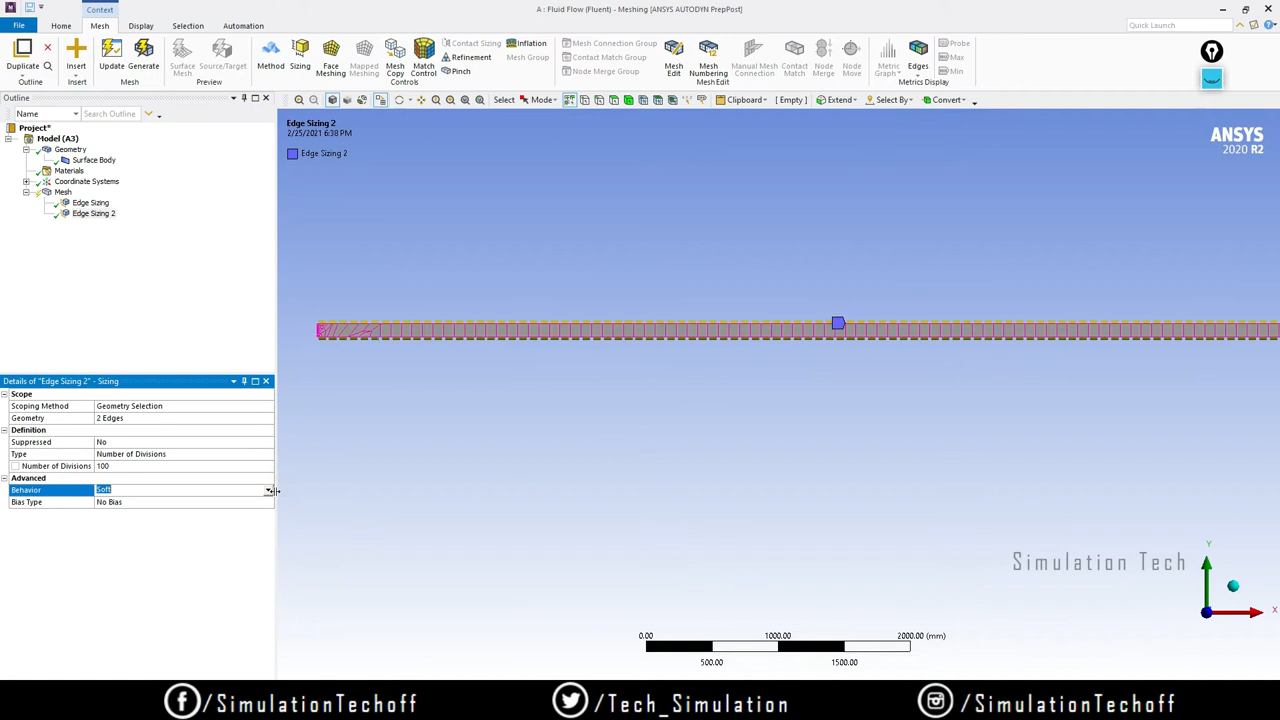 A : Fluid Flow (Fluent) - Meshing [ANSYS AUTODYN PrepPost]
Context
File
Home
Mesh
Display
Selection
Automation
Quick Launch
Duplicate
Outline
Insert
Insert
Update
Generate
Mesh
Surface
Mesh
Source/Target
Preview
Method
Sizing
Face
Meshing
Mapped
Meshing
Mesh
Copy
Match
Control
Contact Sizing
Refinement
Pinch
Inflation
Mesh Group
Controls
Mesh Connection Group
Contact Match Group
Node Merge Group
Mesh
Edit
Mesh
Numbering
Manual Mesh
Connection
Contact
Match
Node
Merge
Node
Move
Mesh Edit
Mesh
Graph
Edges
Probe
Max
Min
Metrics Display
Outline
Name
Search Outline
Select
Mode
Clipboard
[ Empty ]
Extend
Select By
Convert
Project*
Model (A3)
Geometry
Surface Body
Materials
Coordinate Systems
Mesh
Edge Sizing
Edge Sizing 2
Edge Sizing 2
2/25/2021 6:38 PM
Edge Sizing 2
ANSYS
2020 R2
Details of "Edge Sizing 2" - Sizing
Scope
Scoping Method Geometry Selection
Geometry 2 Edges
Definition
Suppressed No
Type Number of Divisions
Number of Divisions 100
Advanced
Behavior Soft
Bias Type No Bias
Simulation Tech
Y
X
0.00 1000.00 2000.00 (mm)
500.00 1500.00
/SimulationTechoff
/Tech_Simulation
/SimulationTechoff